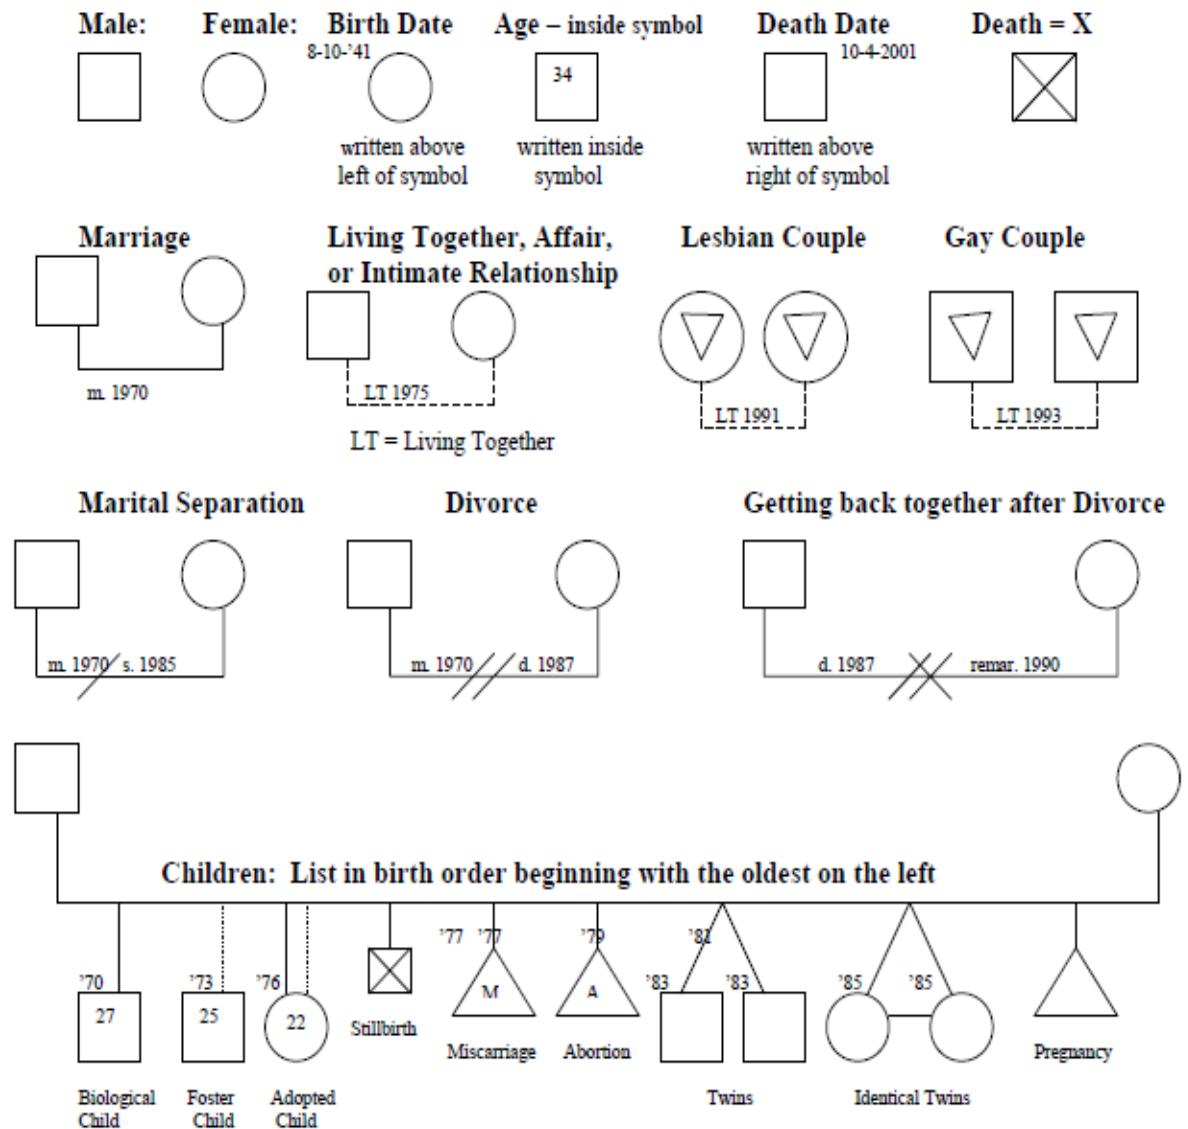 Male: Female: Birth Date Age – inside symbol Death Date Death = X
8-10-'41 10-4-2001
34
written above written inside written above
left of symbol symbol right of symbol
Marriage Living Together, Affair, Lesbian Couple Gay Couple
or Intimate Relationship
m. 1970 LT 1975 LT 1991 LT 1993
LT = Living Together
Marital Separation Divorce Getting back together after Divorce
m. 1970 s. 1985 m. 1970 d. 1987 d. 1987 remar. 1990
Children: List in birth order beginning with the oldest on the left
'77 '77 '79 '81
'70 '73 '76 '83 '83 '85 '85
27 25 22 M A
Stillbirth
Miscarriage Abortion Pregnancy
Biological Foster Adopted Twins Identical Twins
Child Child Child